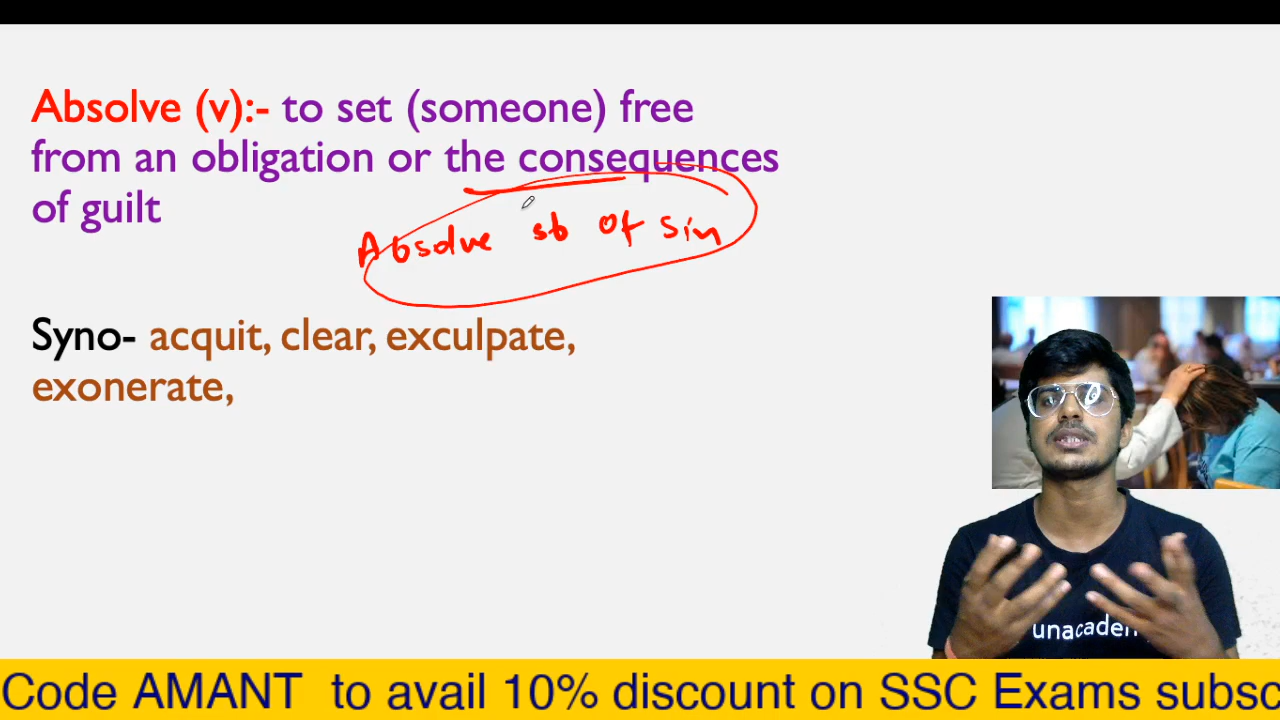 Absolve (v):- to set (someone) free
from an obligation or the consequences
of guilt
Absolve sb of sin
Syno- acquit, clear, exculpate,
exonerate,
unacadem
Code AMANT to avail 10% discount on SSC Exams subsc